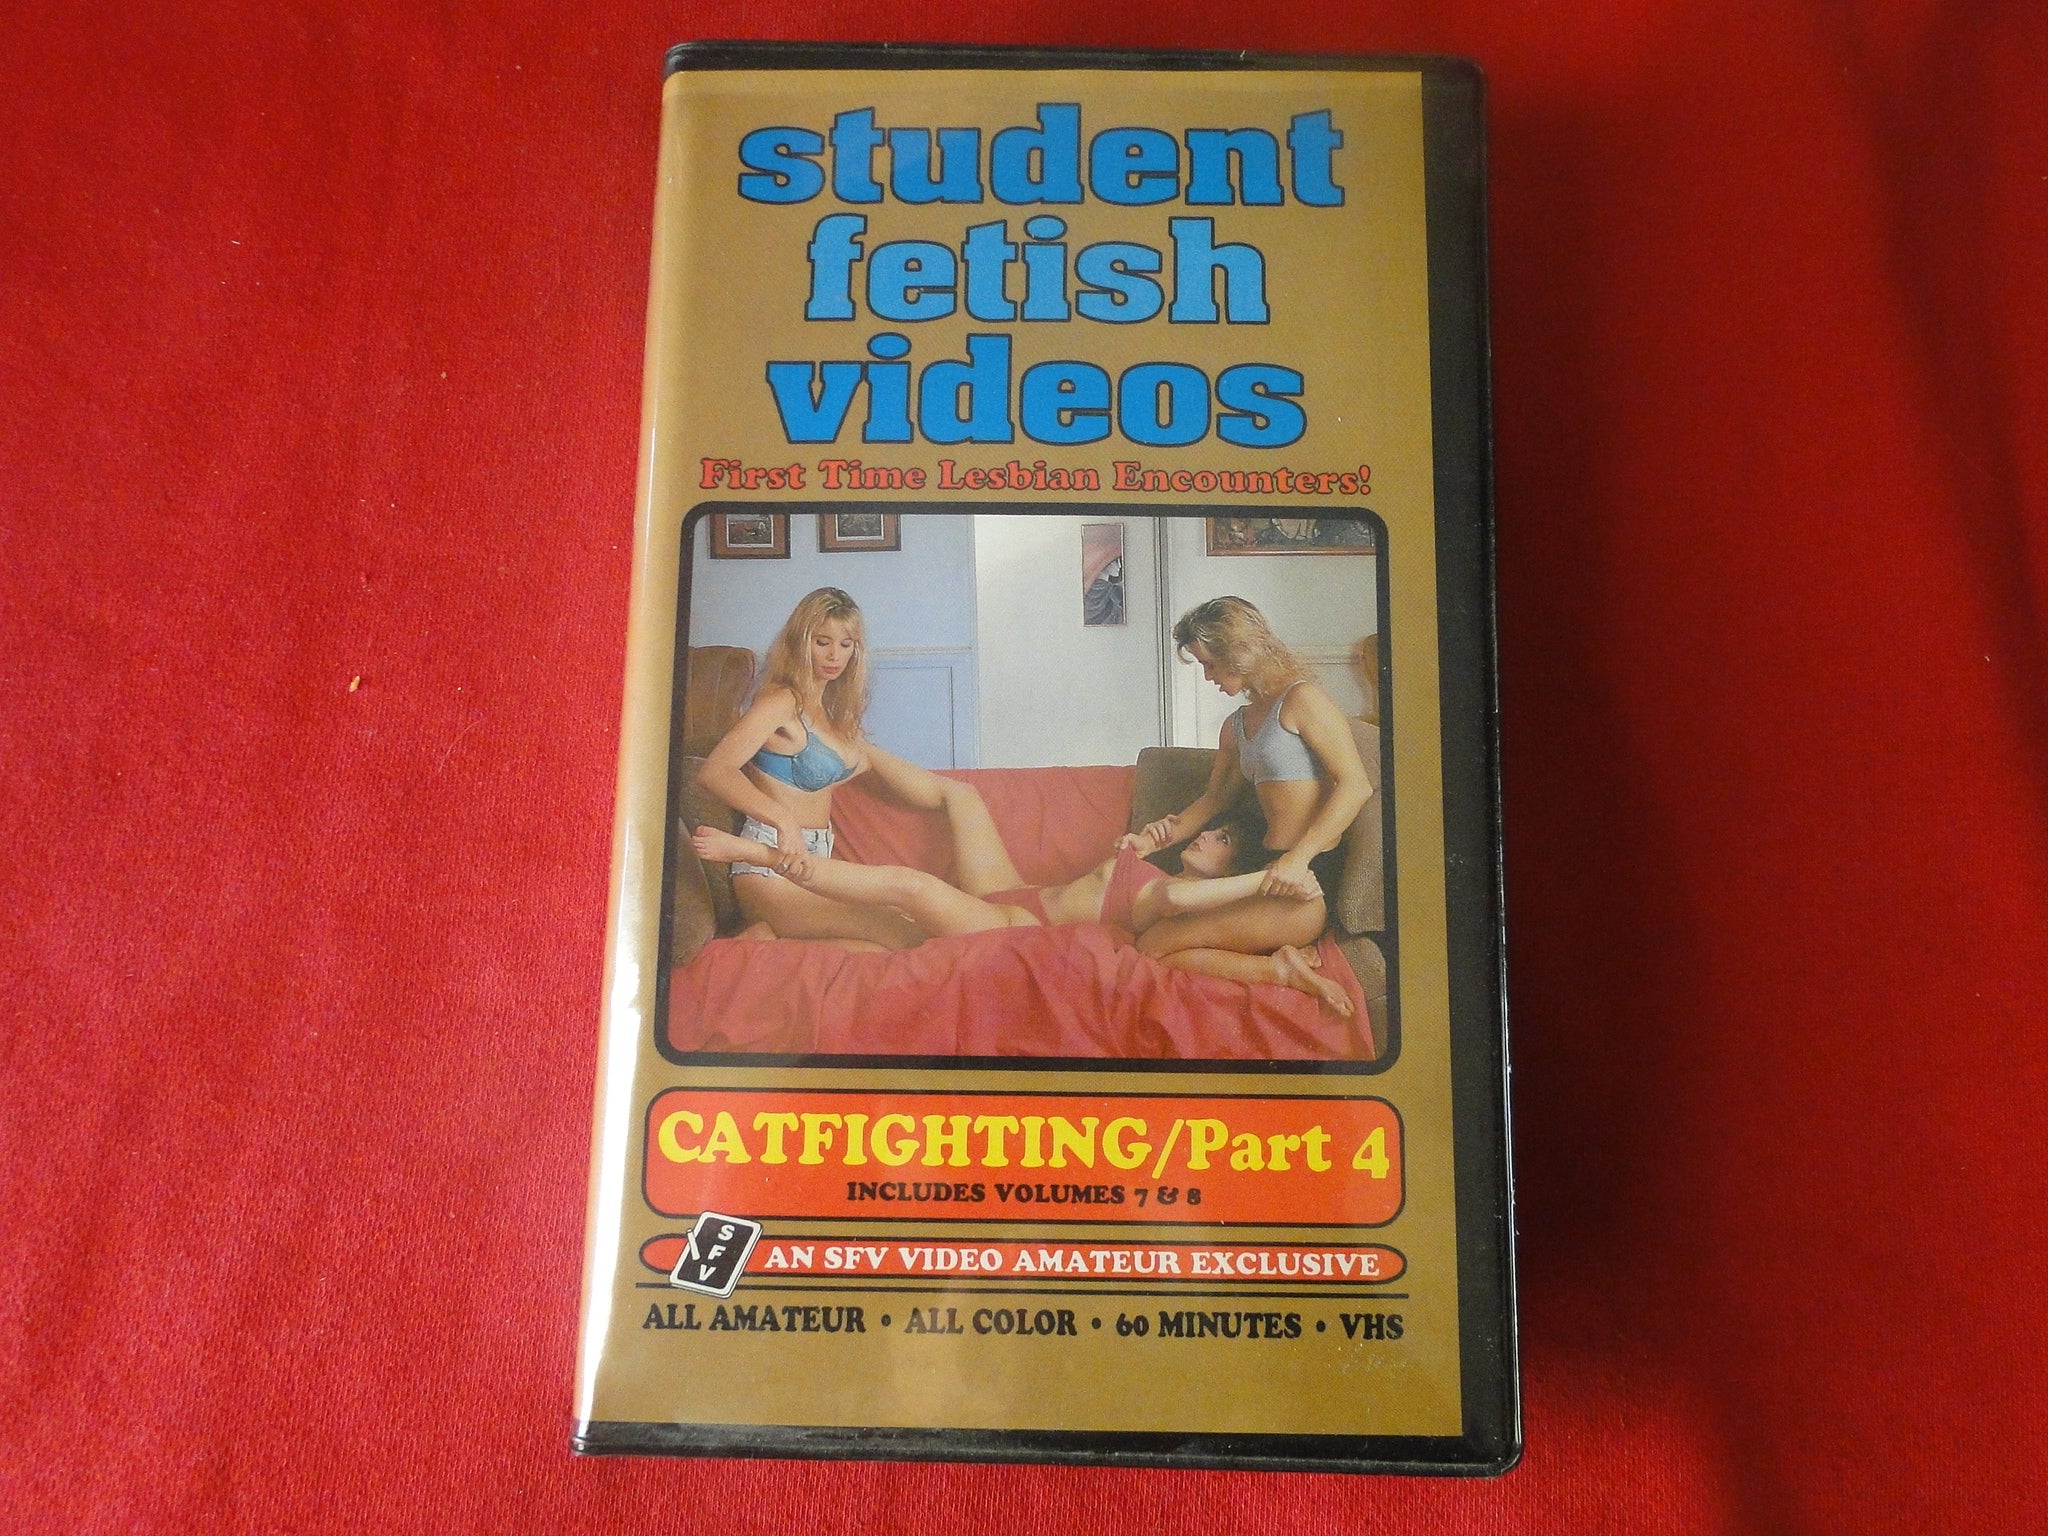 student
fetish
videos
First Time Lesbian Encounters!
CATFIGHTING/Part 4
INCLUDES VOLUMES 7 & 8
SFV
AN SFV VIDEO AMATEUR EXCLUSIVE
ALL AMATEUR • ALL COLOR • 60 MINUTES • VHS